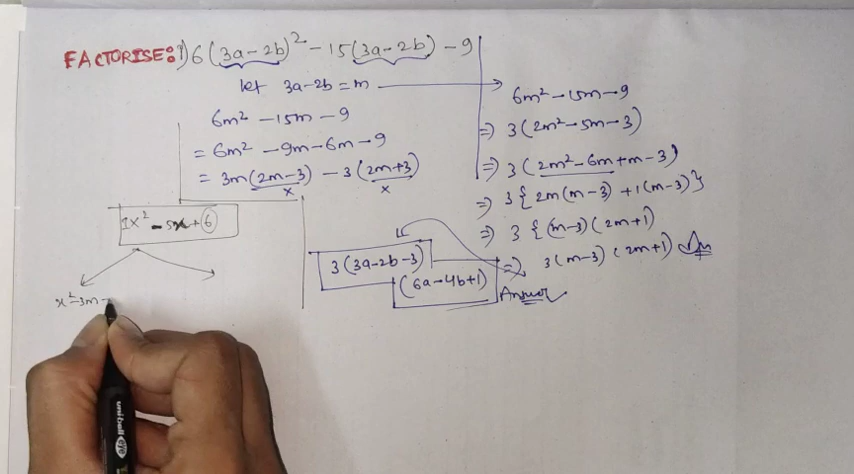 FACTORISE: 1) 6(3a-2b)² - 15(3a-2b) - 9
let 3a-2b = m
6m² - 15m - 9
= 6m² - 9m - 6m - 9
= 3m(2m-3) - 3(2m+3)
x x
6m² - 15m - 9
=) 3(2m² - 5m - 3)
=) 3(2m² - 6m + m - 3)
=) 3{2m(m-3) + 1(m-3)}
=) 3{(m-3)(2m+1)
=) 3(m-3)(2m+1) Ans
3(3a-2b-3)
(6a-4b+1) Answer
1x² - 5x + 6
x² - 3m -
uniball
eye